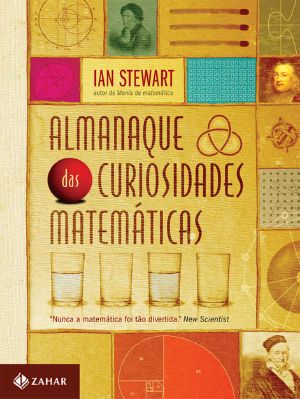 IAN STEWART
autor de Mania de matemática
ALMANAQUE
das CURIOSIDADES
MATEMÁTICAS
"Nunca a matemática foi tão divertida." New Scientist
ZAHAR